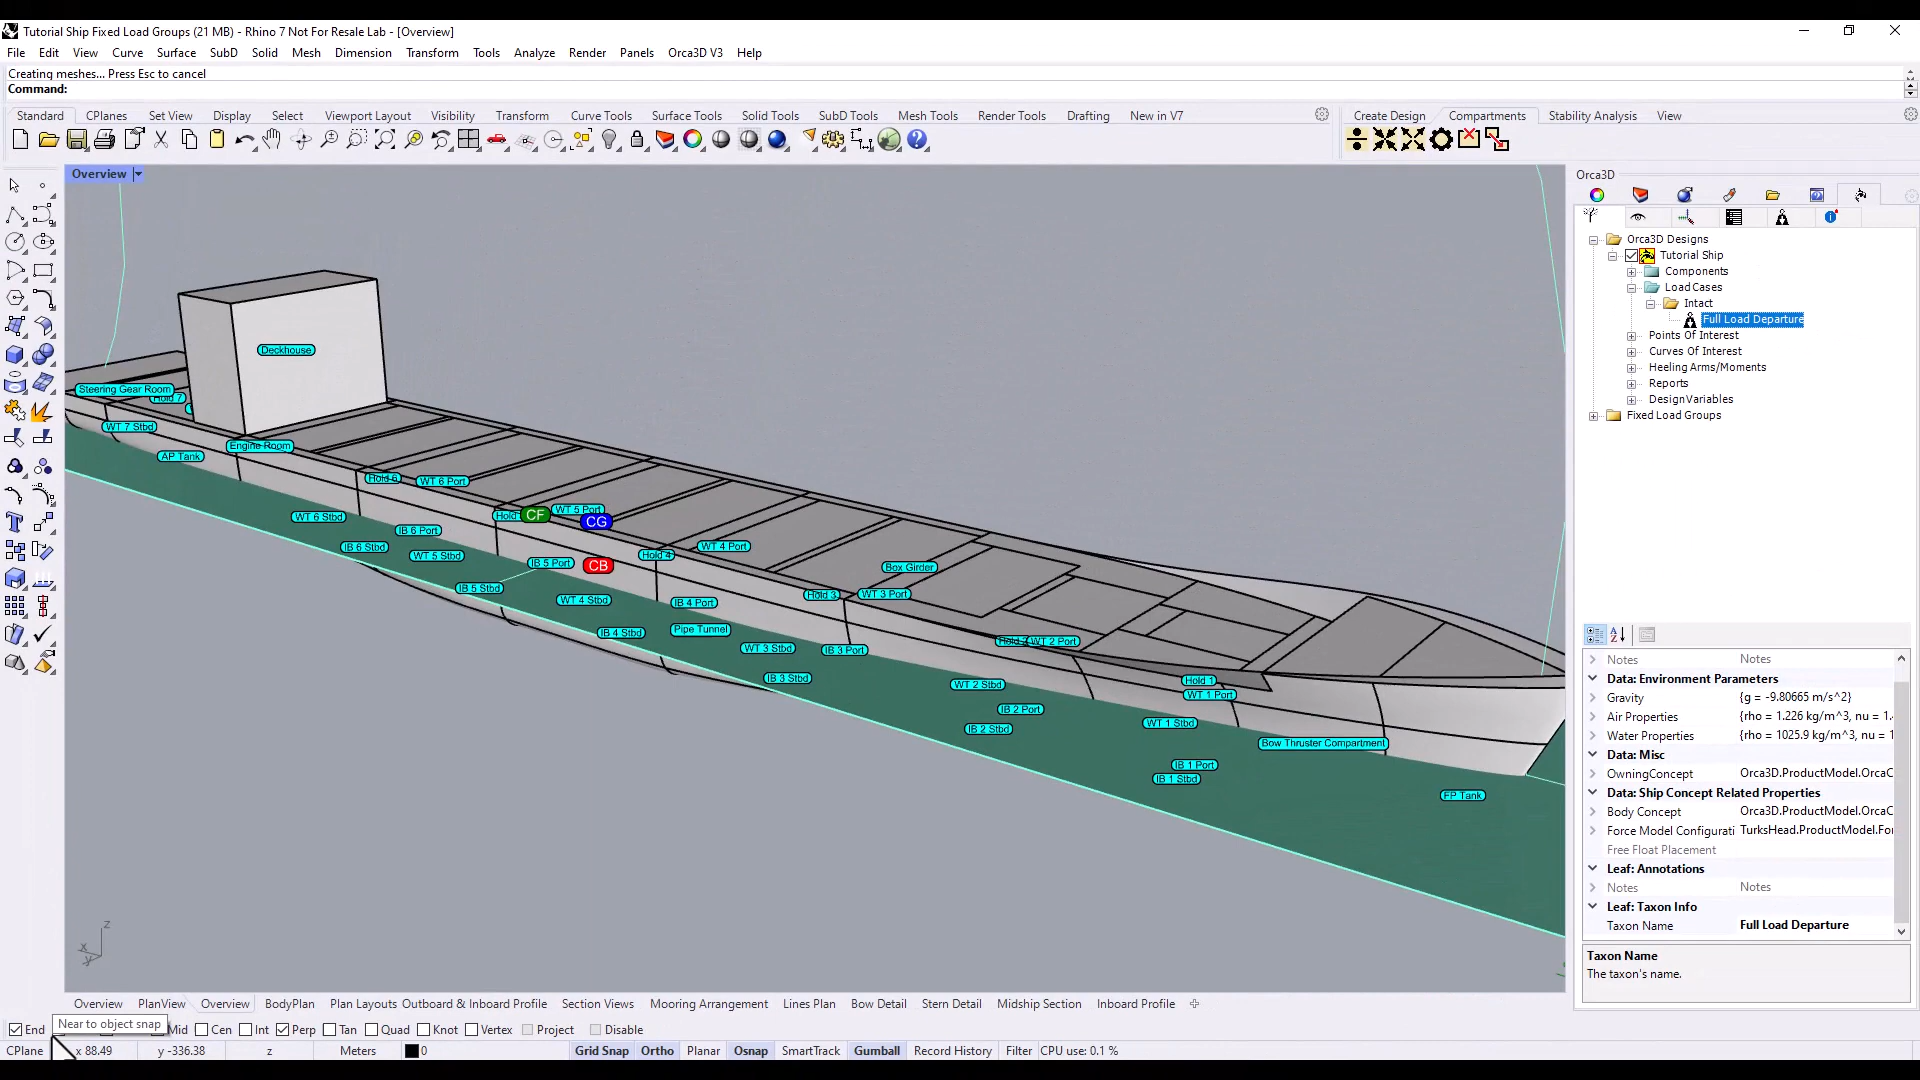 Tutorial Ship Fixed Load Groups (21 MB) - Rhino 7 Not For Resale Lab - [Overview]
File Edit View Curve Surface SubD Solid Mesh Dimension Transform Tools Analyze Render Panels Orca3D V3 Help
Creating meshes... Press Esc to cancel
Command:
Standard CPlanes Set View Display Select Viewport Layout Visibility Transform Curve Tools Surface Tools Solid Tools SubD Tools Mesh Tools Render Tools Drafting New in V7
Create Design Compartments Stability Analysis View
Overview
Orca3D
Orca3D Designs
Tutorial Ship
Components
Load Cases
Intact
Full Load Departure
Points Of Interest
Curves Of Interest
Heeling Arms/Moments
Reports
Design Variables
Fixed Load Groups
Deckhouse
Steering Gear Room
Hold 7
WT 7 Stbd
Engine Room
AP Tank
Hold 6
WT 6 Port
WT 5 Port
Hold
CF
CG
WT 6 Stbd
IB 6 Port
IB 6 Stbd
WT 5 Stbd
Hold 4
WT 4 Port
IB 5 Port
CB
Box Girder
IB 5 Stbd
WT 4 Stbd
IB 4 Port
Hold 3
WT 3 Port
IB 4 Stbd
Pipe Tunnel
WT 3 Stbd
IB 3 Port
Hold 2
WT 2 Port
IB 3 Stbd
WT 2 Stbd
Hold 1
WT 1 Port
IB 2 Port
IB 2 Stbd
WT 1 Stbd
Bow Thruster Compartment
IB 1 Port
IB 1 Stbd
FP Tank
z
x
y
Notes Notes
Data: Environment Parameters
Gravity {g = -9.80665 m/s^2}
Air Properties {rho = 1.226 kg/m^3, nu = 1.
Water Properties {rho = 1025.9 kg/m^3, nu = 1
Data: Misc
OwningConcept Orca3D.ProductModel.OrcaC
Data: Ship Concept Related Properties
Body Concept Orca3D.ProductModel.OrcaC
Force Model Configurati TurksHead.ProductModel.For
Free Float Placement
Leaf: Annotations
Notes Notes
Leaf: Taxon Info
Taxon Name Full Load Departure
Taxon Name
The taxon's name.
Overview PlanView Overview BodyPlan Plan Layouts Outboard & Inboard Profile Section Views Mooring Arrangement Lines Plan Bow Detail Stern Detail Midship Section Inboard Profile
Near to object snap
End Mid Cen Int Perp Tan Quad Knot Vertex Project Disable
CPlane x 88.49 y -336.38 z Meters 0 Grid Snap Ortho Planar Osnap SmartTrack Gumball Record History Filter CPU use: 0.1 %